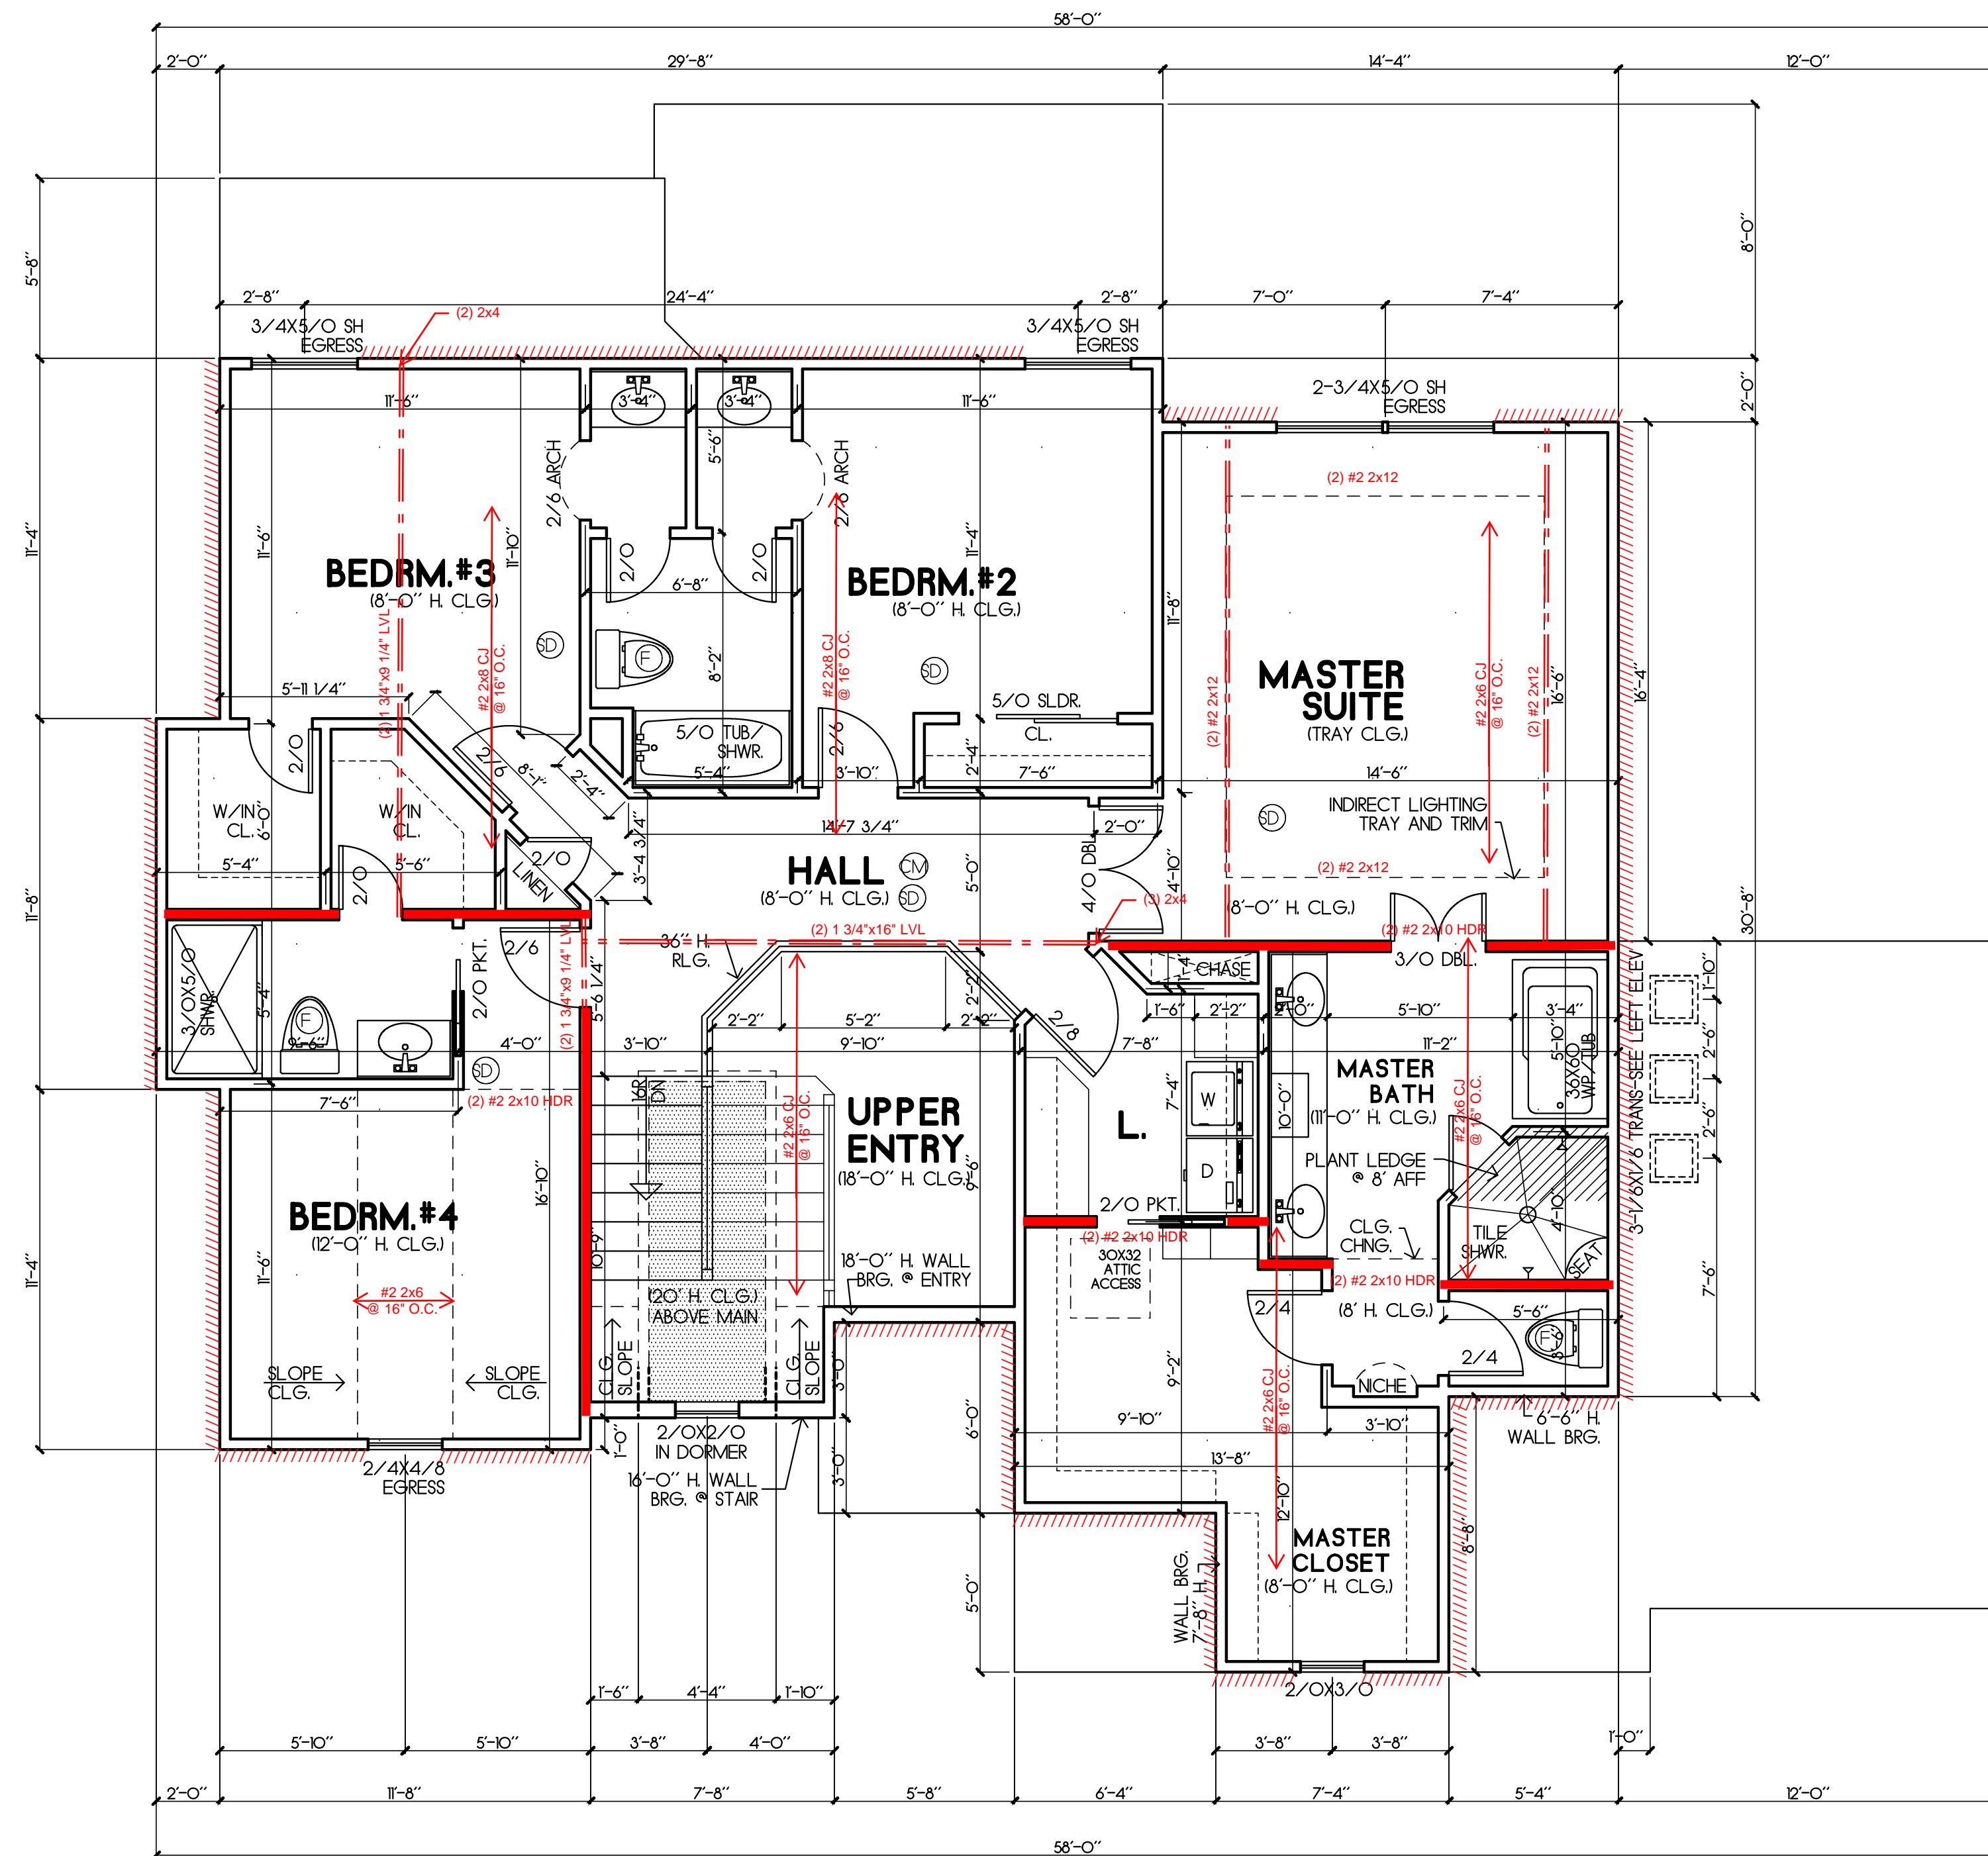 58'-0"
2'-0"
29'-8"
14'-4"
12'-0"
5'-8"
8'-0"
2'-8"
24'-4"
2'-8"
7'-0"
7'-4"
(2) 2x4
3/4X5/0 SH
EGRESS
3/4X5/0 SH
EGRESS
2-3/4X5/0 SH
EGRESS
2'-0"
11'-6"
3'-4"
3'-4"
11'-6"
2/6 ARCH
5'-6"
2/6 ARCH
(2) #2 2x12
11'-4"
11'-6"
11'-10"
11'-4"
BEDRM.#3
(8'-0" H. CLG.)
2/0
2/0
6'-8"
BEDRM.#2
(8'-0" H. CLG.)
11'-8"
SD
F
8'-2"
SD
(2) 1 3/4"x9 1/4" LVL
#2 2x8 CJ
@ 16" O.C.
#2 2x8 CJ
@ 16" O.C.
MASTER
SUITE
(TRAY CLG.)
(2) #2 2x12
#2 2x6 CJ
@ 16" O.C.
(2) #2 2x12
16'-6"
16'-4"
5'-11 1/4"
5/0 SLDR.
CL.
5/0 TUB/
SHWR.
2/6
2'-4"
2/0
2/6
8'-1"
2'-4"
5'-4"
3'-10"
7'-6"
14'-6"
W/IN
CL.
6'-0"
W/IN
CL.
3'-4 3/4"
14'-7 3/4"
2'-0"
INDIRECT LIGHTING
TRAY AND TRIM
SD
5'-4"
5'-6"
2/0
2/0
LINEN
HALL
(8'-0" H. CLG.)
CM
SD
5'-0"
4/0 DBL.
4'-10"
(2) #2 2x12
(3) 2x4
(8'-0" H. CLG.)
11'-8"
30'-8"
2/6
36" H.
RLG.
(2) 1 3/4"x16" LVL
(2) #2 2x10 HDR
3/0 DBL.
2/0 PKT.
(2) 1 3/4"x9 1/4" LVL
5'-6 1/4"
3/0X5/0
SHWR.
5'-4"
F
9'-6"
4'-0"
SD
(2) #2 2x10 HDR
7'-6"
2'-2"
5'-2"
2'-2"
2'-2"
3'-10"
9'-10"
2/8
7'-8"
1'-4"
CHASE
1'-6"
2'-2"
2'-0"
5'-10"
3'-4"
11'-2"
5'-10"
36X60
WP/TUB
1'-10"
2'-6"
2'-6"
3-1/6X1/6 TRANS-SEE LEFT ELEV
16R
DN
#2 2x6 CJ
@ 16" O.C.
UPPER
ENTRY
(18'-0" H. CLG.)
9'-6"
L.
7'-4"
W
D
10'-0"
MASTER
BATH
(11'-0" H. CLG.)
#2 2x6 CJ
@ 16" O.C.
PLANT LEDGE
@ 8' AFF
4'-10"
TILE
SHWR.
SEAT
CLG.
CHNG.
2/0 PKT.
(2) #2 2x10 HDR
30X32
ATTIC
ACCESS
(2) #2 2x10 HDR
(8' H. CLG.)
7'-6"
BEDRM.#4
(12'-0" H. CLG.)
16'-10"
10'-9"
11'-4"
11'-6"
#2 2x6
@ 16" O.C.
18'-0" H. WALL
BRG. @ ENTRY
(20' H. CLG.)
ABOVE MAIN
2/4
5'-6"
F
3'-6"
2/4
NICHE
SLOPE
CLG.
SLOPE
CLG.
CLG.
SLOPE
CLG.
SLOPE
3'-0"
9'-2"
#2 2x6 CJ
@ 16" O.C.
6'-0"
9'-10"
3'-10"
6'-6" H.
WALL BRG.
1'-0"
2/0X2/0
IN DORMER
3'-0"
2/4X4/8
EGRESS
16'-0" H. WALL
BRG. @ STAIR
13'-8"
12'-10"
MASTER
CLOSET
(8'-0" H. CLG.)
8'-8"
WALL BRG.
7'-8" H.
5'-0"
1'-6"
4'-4"
1'-10"
2/0X3/0
5'-10"
5'-10"
3'-8"
4'-0"
3'-8"
3'-8"
1'-0"
2'-0"
11'-8"
7'-8"
5'-8"
6'-4"
7'-4"
5'-4"
12'-0"
58'-0"